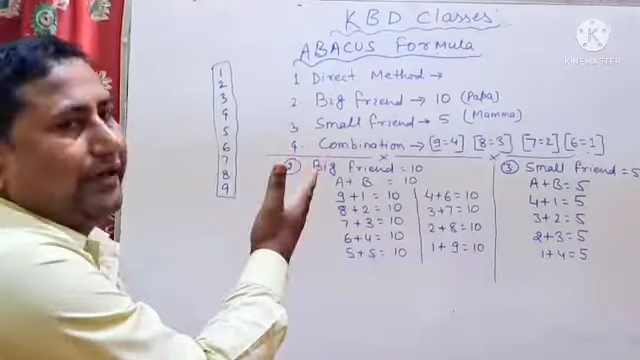 KBD Classes
ABACUS Formula
KINEMASTER
1 Direct Method →
2. Big friend → 10 (Papa)
3 Small friend → 5 (Mamma)
4. Combination → [9=4] [8=3] [7=2] [6=1]
1
2
3
4
5
6
7
8
9
② Big friend = 10
A + B = 10
9 + 1 = 10
8 + 2 = 10
7 + 3 = 10
6 + 4 = 10
5 + 5 = 10
4 + 6 = 10
3 + 7 = 10
2 + 8 = 10
1 + 9 = 10
③ Small friend = 5
A + B = 5
4 + 1 = 5
3 + 2 = 5
2 + 3 = 5
1 + 4 = 5